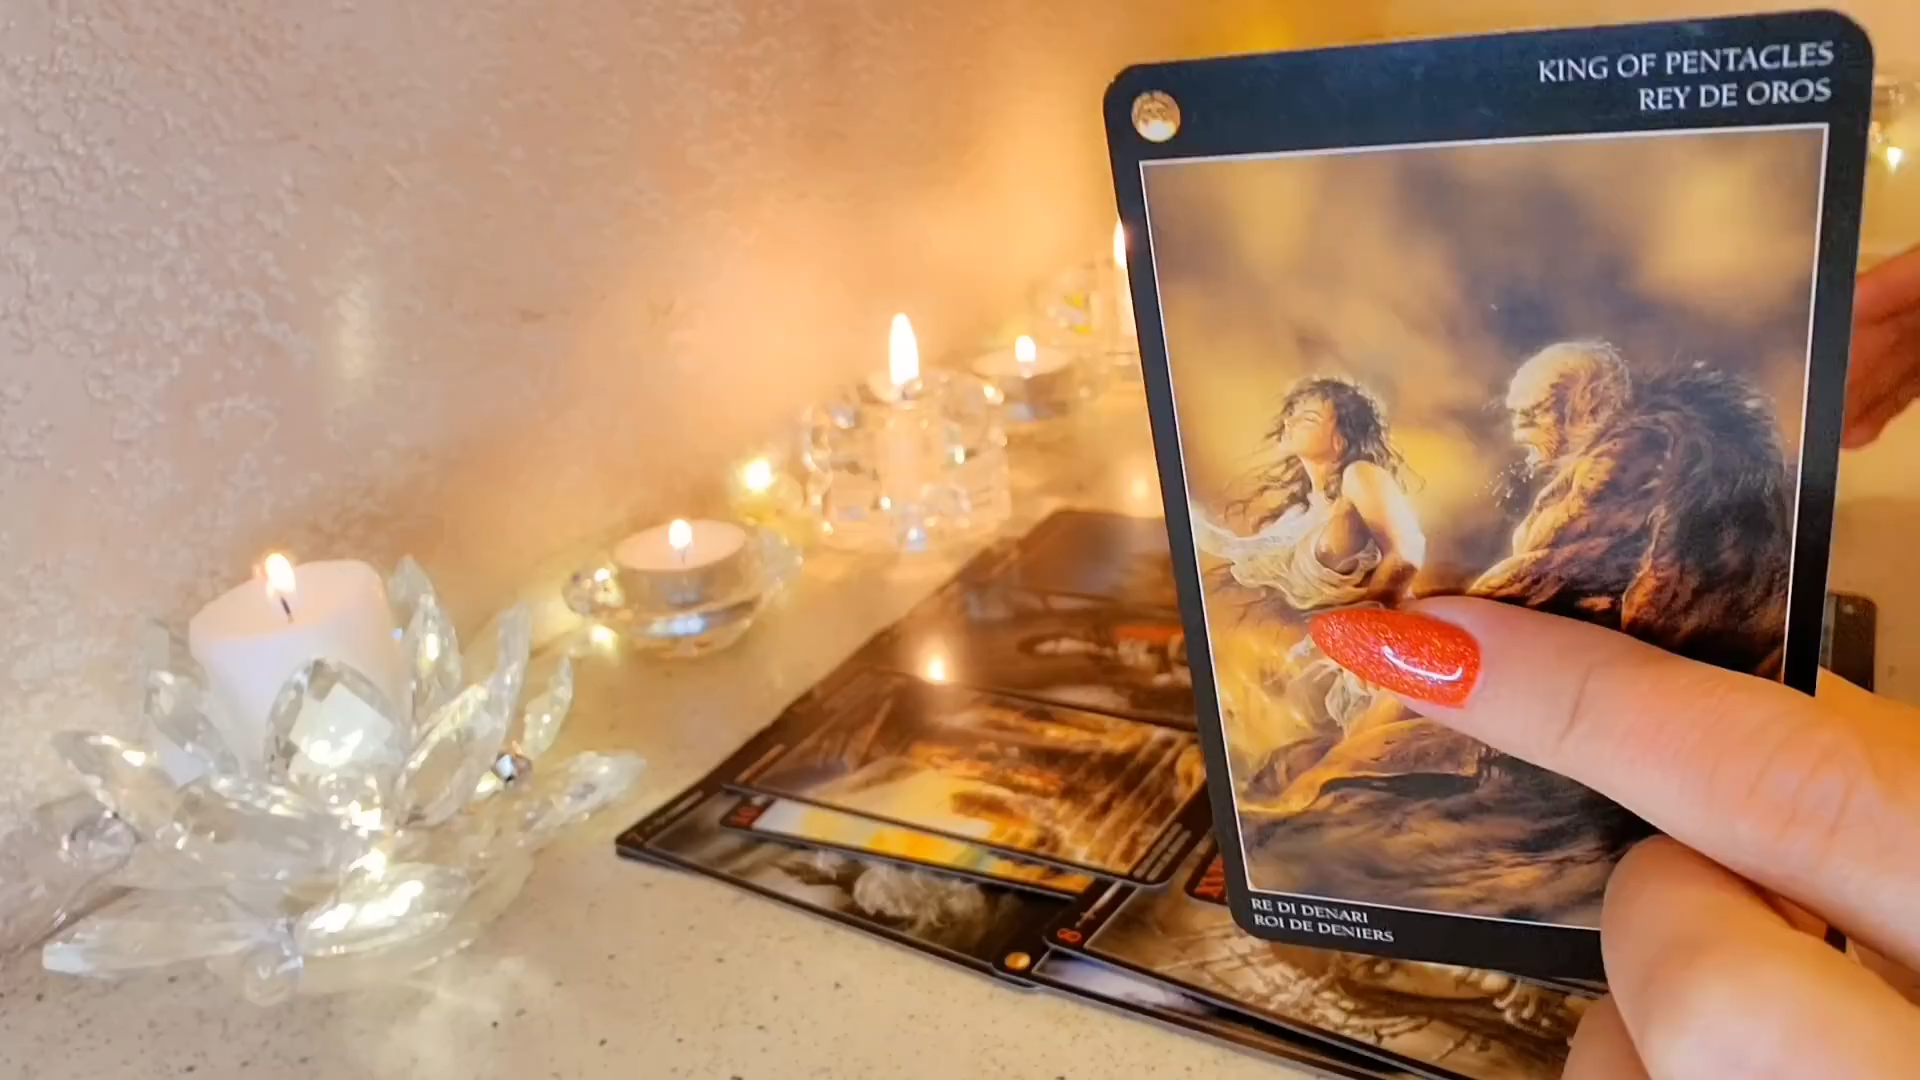 KING OF PENTACLES
REY DE OROS
RE DI DENARI
ROI DE DENIERS